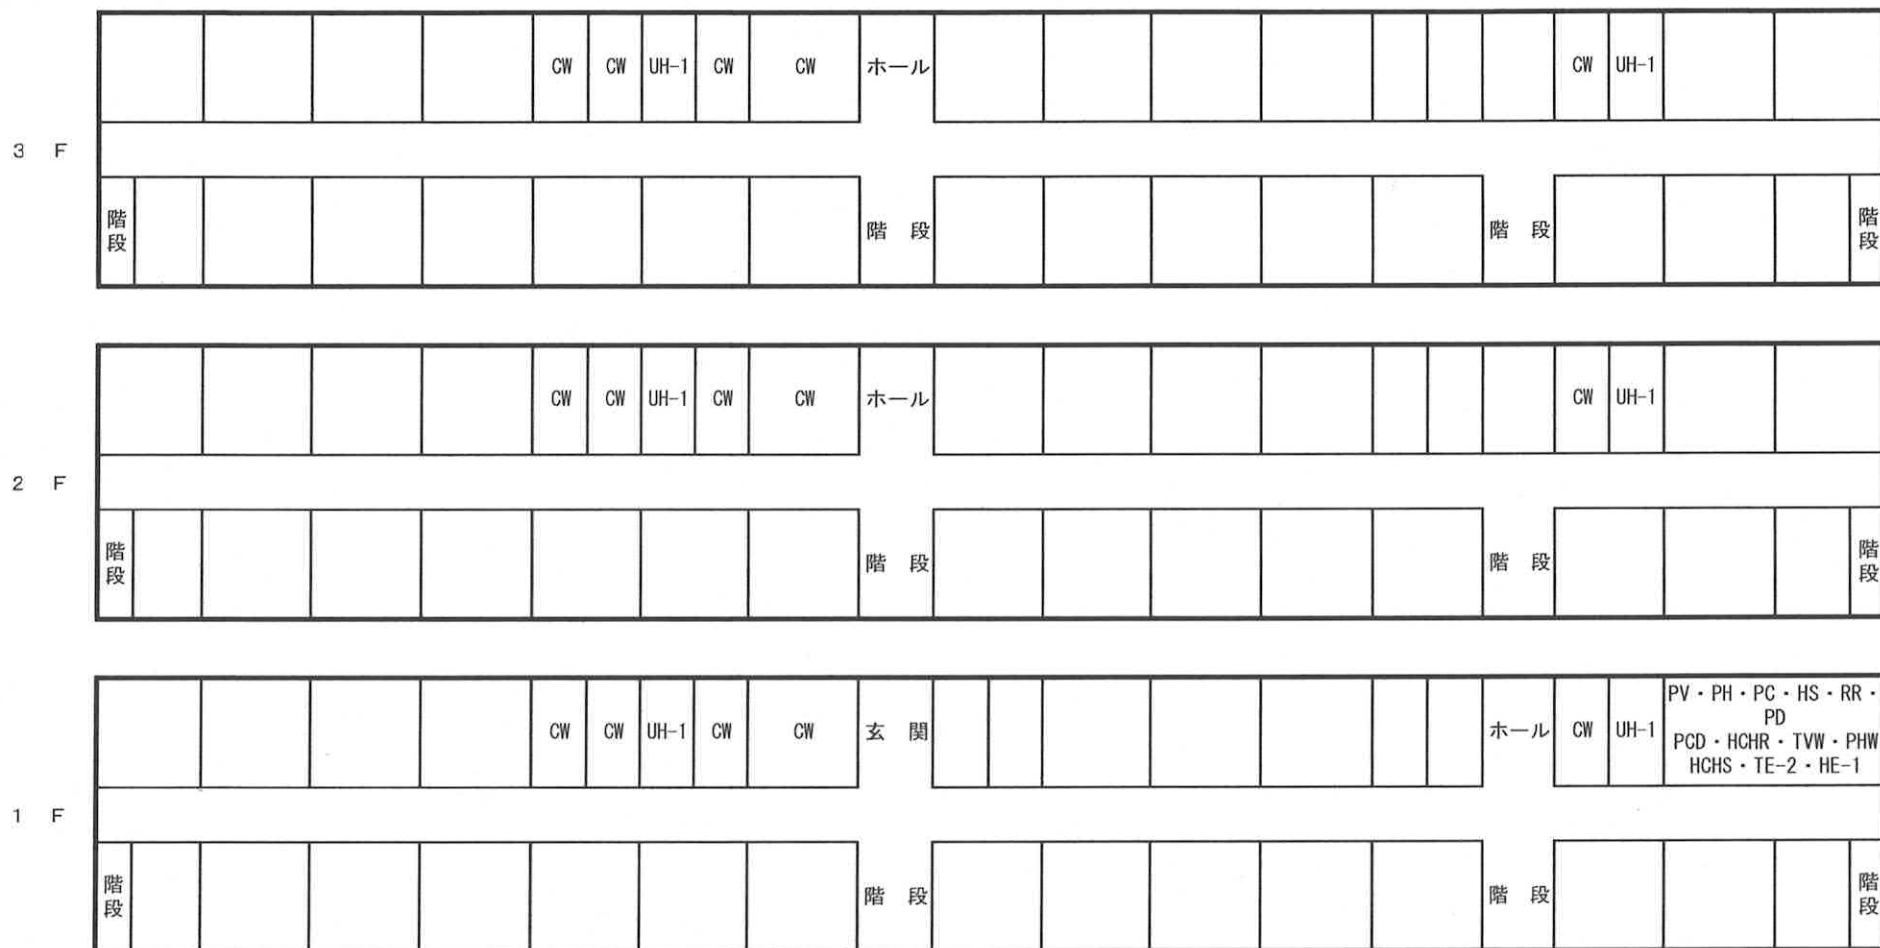 CW CW UH-1 CW CW ホール CW UH-1
3 F
階段 階 段 階 段 階段
CW CW UH-1 CW CW ホール CW UH-1
2 F
階段 階 段 階 段 階段
CW CW UH-1 CW CW 玄 関 ホール CW UH-1
PV・PH・PC・HS・RR・
PD
PCD・HCHR・TVW・PHW
HCHS・TE-2・HE-1
1 F
階段 階 段 階 段 階段